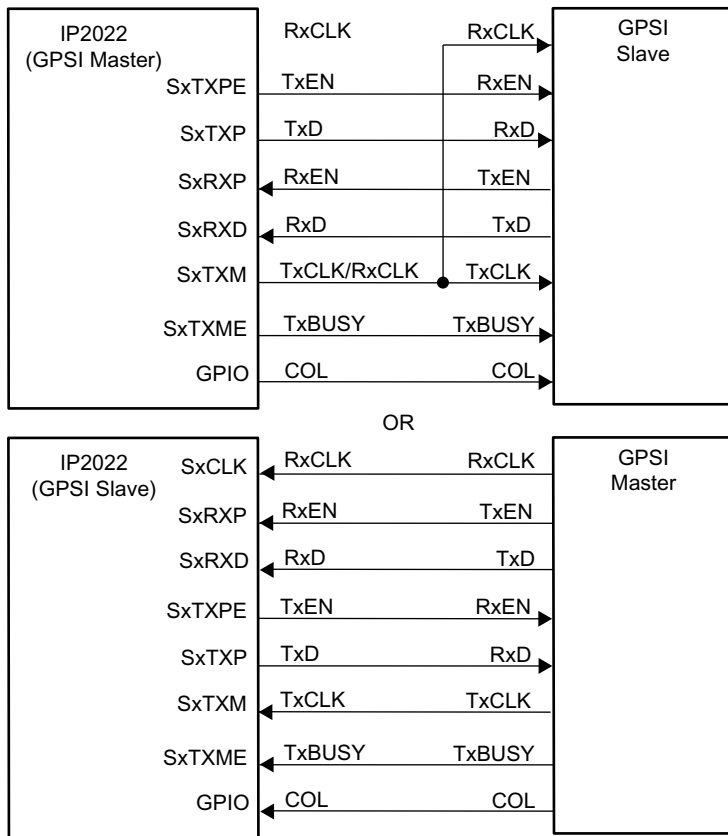 IP2022
(GPSI Master)
RxCLK RxCLK
GPSI
Slave
SxTXPE TxEN RxEN
SxTXP TxD RxD
SxRXP RxEN TxEN
SxRXD RxD TxD
SxTXM TxCLK/RxCLK TxCLK
SxTXME TxBUSY TxBUSY
GPIO COL COL
OR
IP2022
(GPSI Slave)
GPSI
Master
SxCLK RxCLK RxCLK
SxRXP RxEN TxEN
SxRXD RxD TxD
SxTXPE TxEN RxEN
SxTXP TxD RxD
SxTXM TxCLK TxCLK
SxTXME TxBUSY TxBUSY
GPIO COL COL